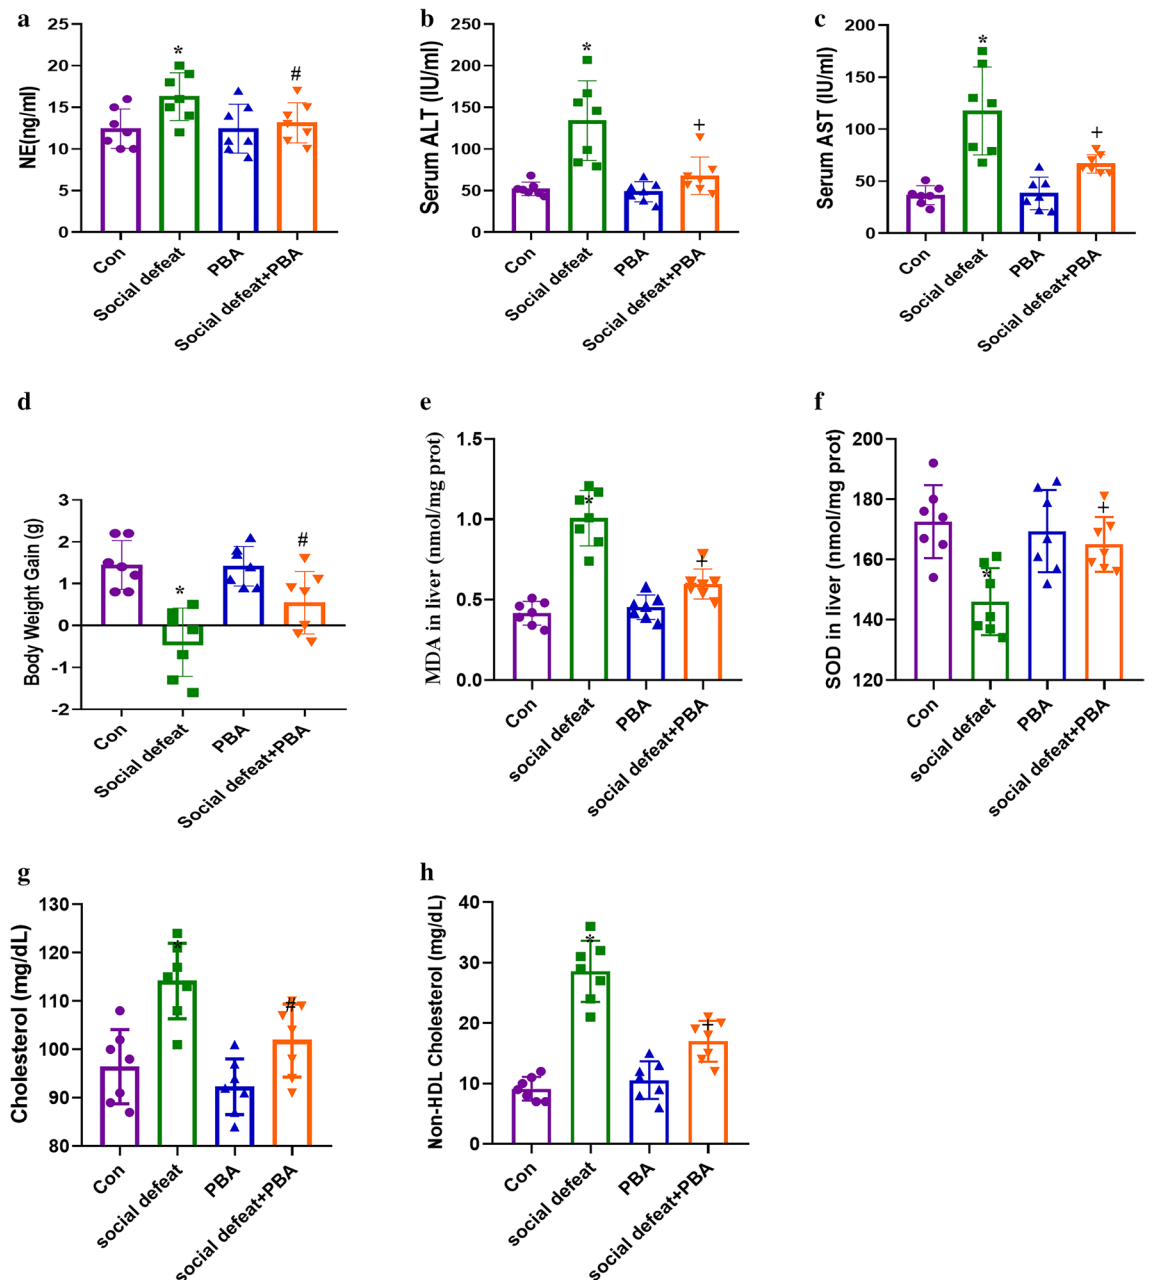 a
NE(ng/ml)
25
20
15
10
5
0
*
#
Con
Social defeat
PBA
Social defeat+PBA
b
Serum ALT (IU/ml)
250
200
150
100
50
0
*
+
Con
Social defeat
PBA
Social defeat+PBA
c
Serum AST (IU/ml)
200
150
100
50
0
*
+
Con
Social defeat
PBA
Social defeat+PBA
d
Body Weight Gain (g)
3
2
1
0
-1
-2
*
#
Con
Social defeat
PBA
Social defeat+PBA
e
MDA in liver (nmol/mg prot)
1.5
1.0
0.5
0.0
*
+
Con
social defeat
PBA
social defeat+PBA
f
SOD in liver (nmol/mg prot)
200
180
160
140
120
*
+
Con
social defaet
PBA
social defeat+PBA
g
Cholesterol (mg/dL)
130
120
110
100
90
80
*
#
Con
social defeat
PBA
social defeat+PBA
h
Non-HDL Cholesterol (mg/dL)
40
30
20
10
0
*
+
Con
social defeat
PBA
social defeat+PBA